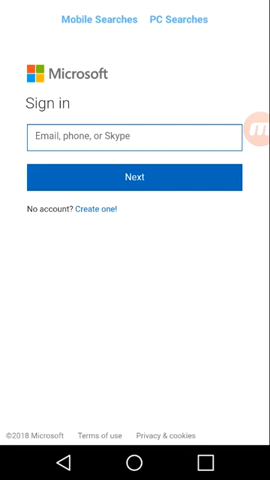 Mobile Searches PC Searches
Microsoft
Sign in
Email, phone, or Skype
Next
No account? Create one!
©2018 Microsoft Terms of use Privacy & cookies